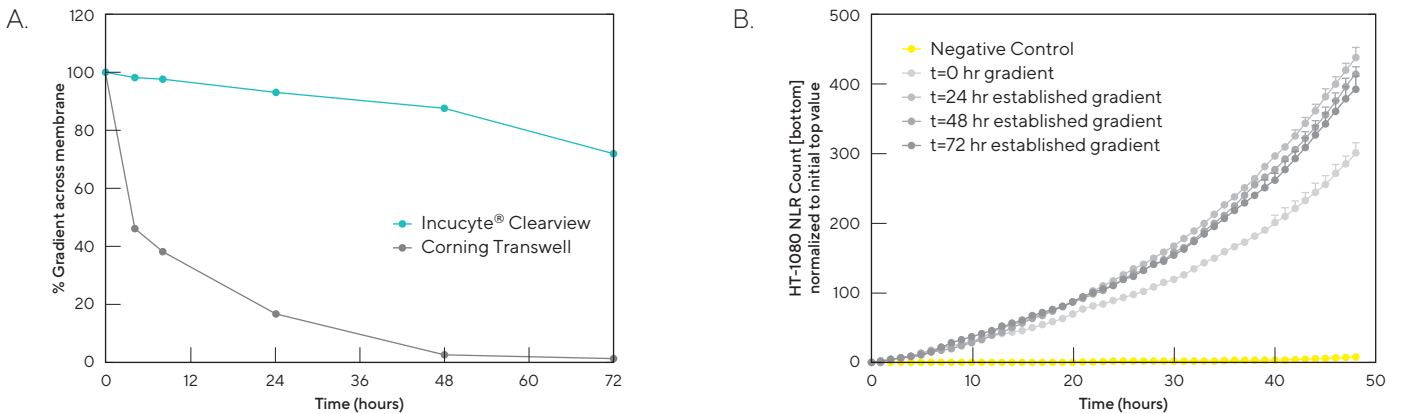 A.
120
100
80
60
40
20
0
% Gradient across membrane
Incucyte® Clearview
Corning Transwell
0 12 24 36 48 60 72
Time (hours)
B.
500
400
300
200
100
0
HT-1080 NLR Count [bottom]
normalized to initial top value
Negative Control
t=0 hr gradient
t=24 hr established gradient
t=48 hr established gradient
t=72 hr established gradient
0 10 20 30 40 50
Time (hours)